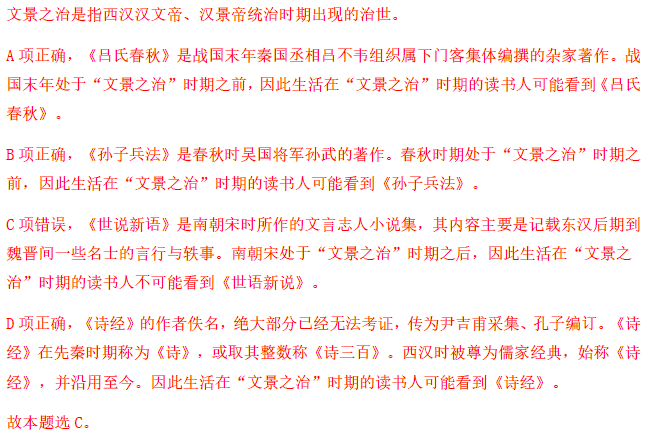 文景之治是指西汉汉文帝、汉景帝统治时期出现的治世。
A 项正确，《吕氏春秋》是战国末年秦国丞相吕不韦组织属下门客集体编撰的杂家著作。战
国末年处于“文景之治”时期之前，因此生活在“文景之治”时期的读书人可能看到《吕氏
春秋》。
B 项正确，《孙子兵法》是春秋时吴国将军孙武的著作。春秋时期处于“文景之治”时期之
前，因此生活在“文景之治”时期的读书人可能看到《孙子兵法》。
C 项错误，《世说新语》是南朝宋时所作的文言志人小说集，其内容主要是记载东汉后期到
魏晋间一些名士的言行与轶事。南朝宋处于“文景之治”时期之后，因此生活在“文景之
治”时期的读书人不可能看到《世语新说》。
D 项正确，《诗经》的作者佚名，绝大部分已经无法考证，传为尹吉甫采集、孔子编订。《诗
经》在先秦时期称为《诗》，或取其整数称《诗三百》。西汉时被尊为儒家经典，始称《诗
经》，并沿用至今。因此生活在“文景之治”时期的读书人可能看到《诗经》。
故本题选 C。